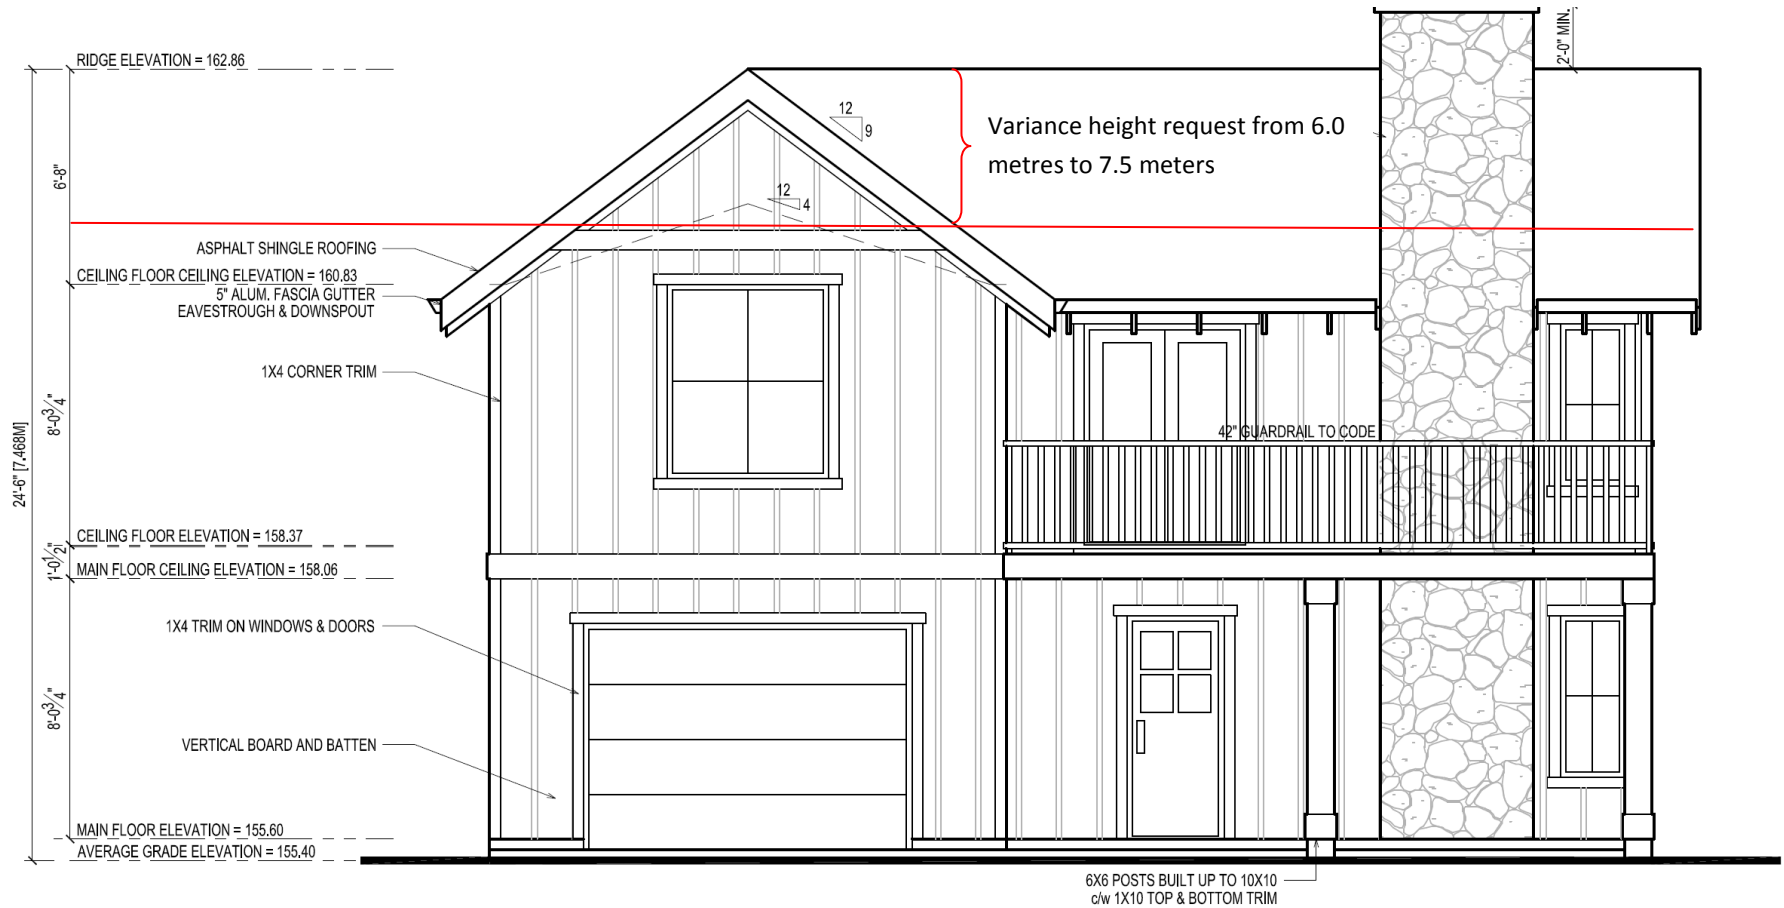 RIDGE ELEVATION = 162.86
2'-0" MIN.
12
9
Variance height request from 6.0
metres to 7.5 meters
6'-8"
12
4
ASPHALT SHINGLE ROOFING
CEILING FLOOR CEILING ELEVATION = 160.83
5" ALUM. FASCIA GUTTER
EAVESTROUGH & DOWNSPOUT
1X4 CORNER TRIM
8'-0 3/4"
42" GUARDRAIL TO CODE
24'-6" [7.468M]
CEILING FLOOR ELEVATION = 158.37
1'-0 1/2"
MAIN FLOOR CEILING ELEVATION = 158.06
1X4 TRIM ON WINDOWS & DOORS
8'-0 3/4"
VERTICAL BOARD AND BATTEN
MAIN FLOOR ELEVATION = 155.60
AVERAGE GRADE ELEVATION = 155.40
6X6 POSTS BUILT UP TO 10X10
c/w 1X10 TOP & BOTTOM TRIM